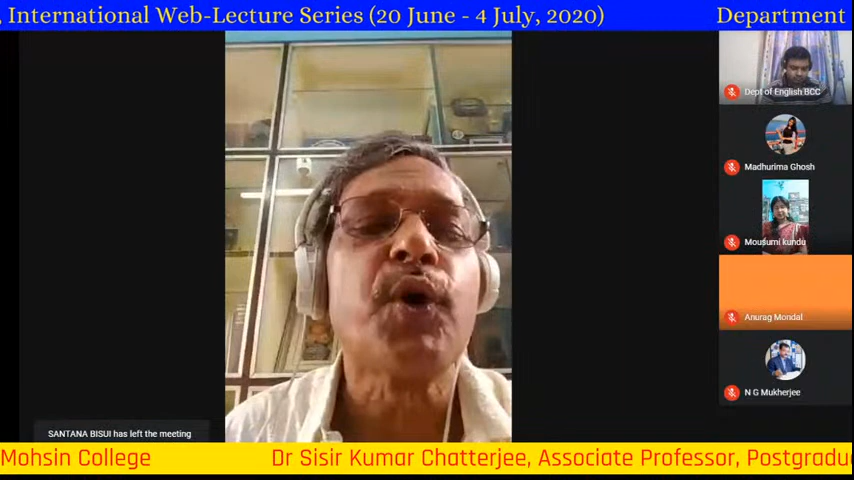 , International Web-Lecture Series (20 June - 4 July, 2020) Department
Dept of English BCC
Madhurima Ghosh
Mousumi kundu
Anurag Mondal
N G Mukherjee
SANTANA BISUI has left the meeting
Mohsin College Dr Sisir Kumar Chatterjee, Associate Professor, Postgradu